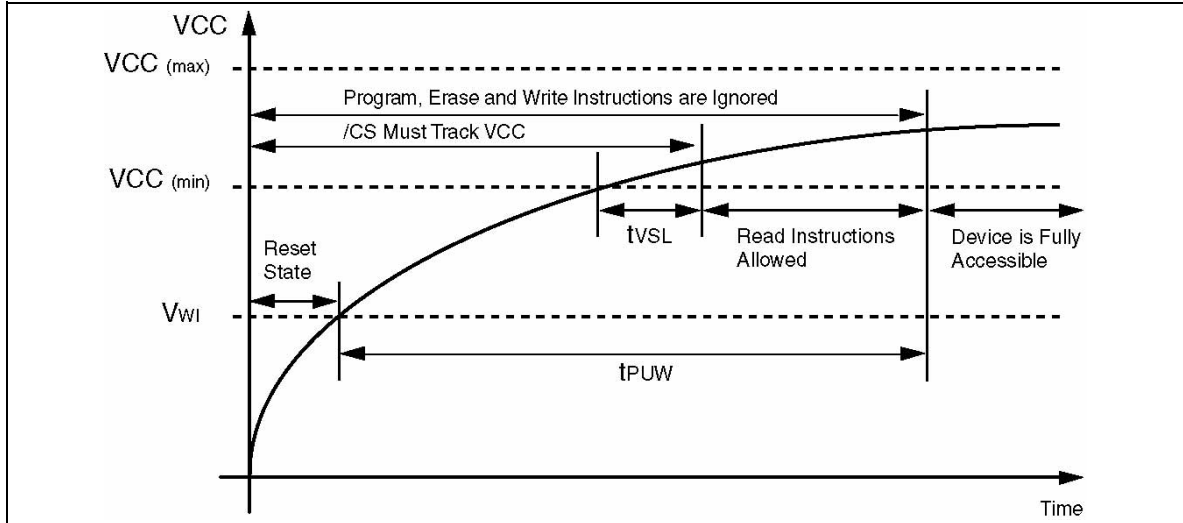 VCC
VCC (max)
Program, Erase and Write Instructions are Ignored
/CS Must Track VCC
VCC (min)
tVSL
Read Instructions
Allowed
Device is Fully
Accessible
Reset
State
VWI
tPUW
Time